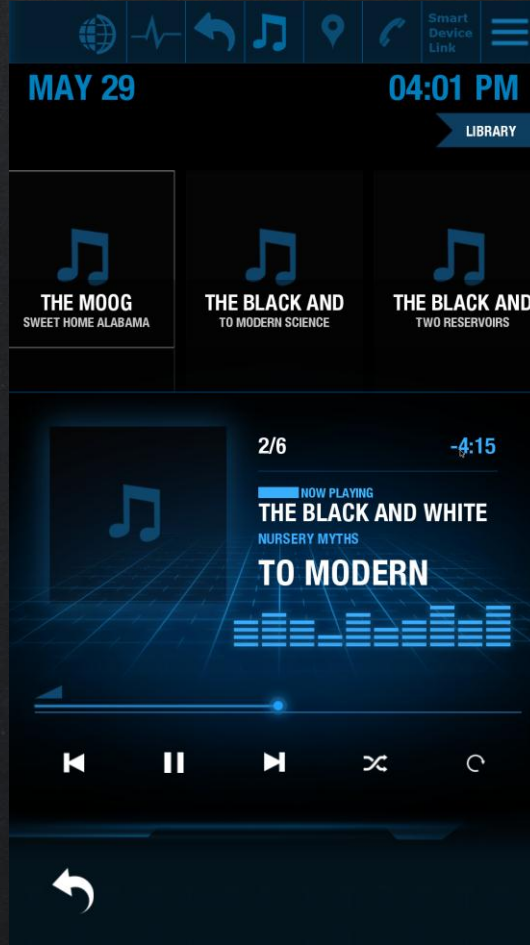 Smart
Device
Link
MAY 29
04:01 PM
LIBRARY
THE MOOG
SWEET HOME ALABAMA
THE BLACK AND
TO MODERN SCIENCE
THE BLACK AND
TWO RESERVOIRS
2/6
-4:15
NOW PLAYING
THE BLACK AND WHITE
NURSERY MYTHS
TO MODERN